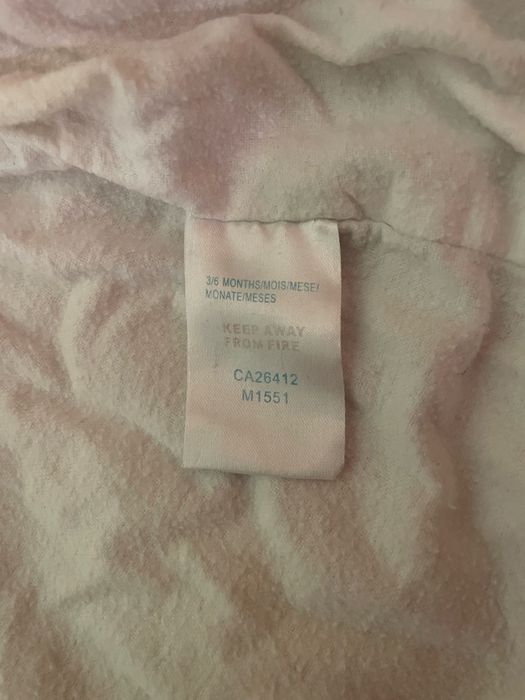 3/6 MONTHS/MOIS/MESE/
MONATE/MESES
KEEP AWAY
FROM FIRE
CA26412
M1551